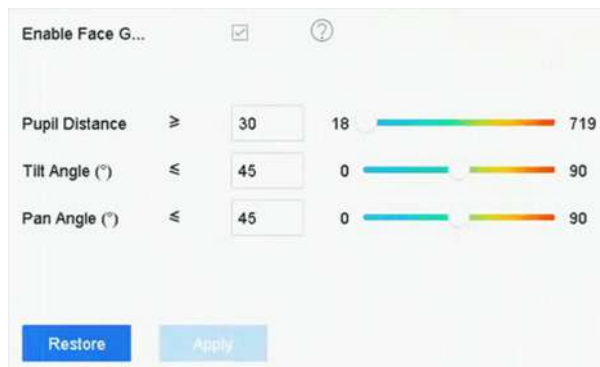 Enable Face G...
Pupil Distance ≥ 30 18 719
Tilt Angle (°) ≤ 45 0 90
Pan Angle (°) ≤ 45 0 90
Restore Apply